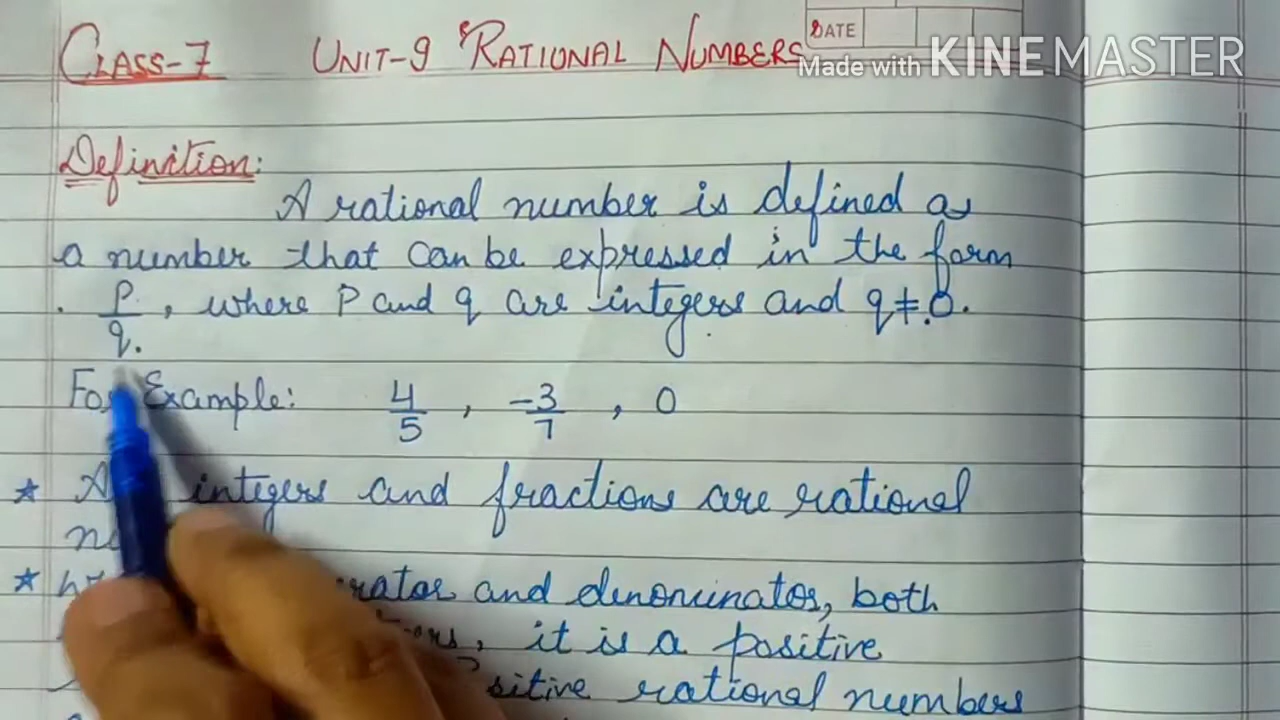 CLASS-7 UNIT-9 RATIONAL NUMBERS
DATE
Made with KINEMASTER
Definition:
A rational number is defined as
a number that can be expressed in the form
p/q, where p and q are integers and q ≠ 0.
For Example: 4/5, -3/7, 0
★ integers and fractions are rational
★ and denominator, both
, it is a positive
rational numbers